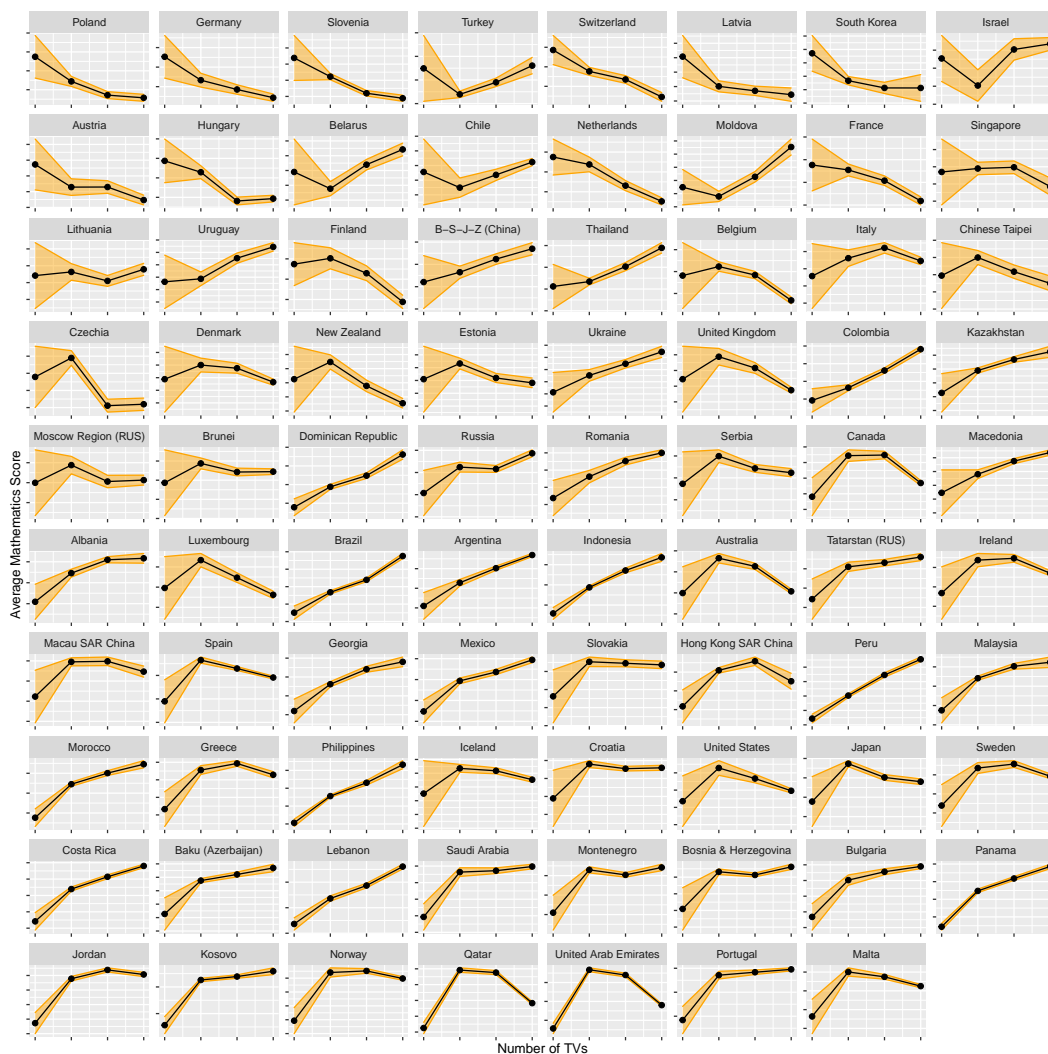 Poland Germany Slovenia Turkey Switzerland Latvia South Korea Israel
Austria Hungary Belarus Chile Netherlands Moldova France Singapore
Lithuania Uruguay Finland B−S−J−Z (China) Thailand Belgium Italy Chinese Taipei
Czechia Denmark New Zealand Estonia Ukraine United Kingdom Colombia Kazakhstan
Moscow Region (RUS) Brunei Dominican Republic Russia Romania Serbia Canada Macedonia
Albania Luxembourg Brazil Argentina Indonesia Australia Tatarstan (RUS) Ireland
Macau SAR China Spain Georgia Mexico Slovakia Hong Kong SAR China Peru Malaysia
Morocco Greece Philippines Iceland Croatia United States Japan Sweden
Costa Rica Baku (Azerbaijan) Lebanon Saudi Arabia Montenegro Bosnia & Herzegovina Bulgaria Panama
Jordan Kosovo Norway Qatar United Arab Emirates Portugal Malta
Average Mathematics Score
Number of TVs